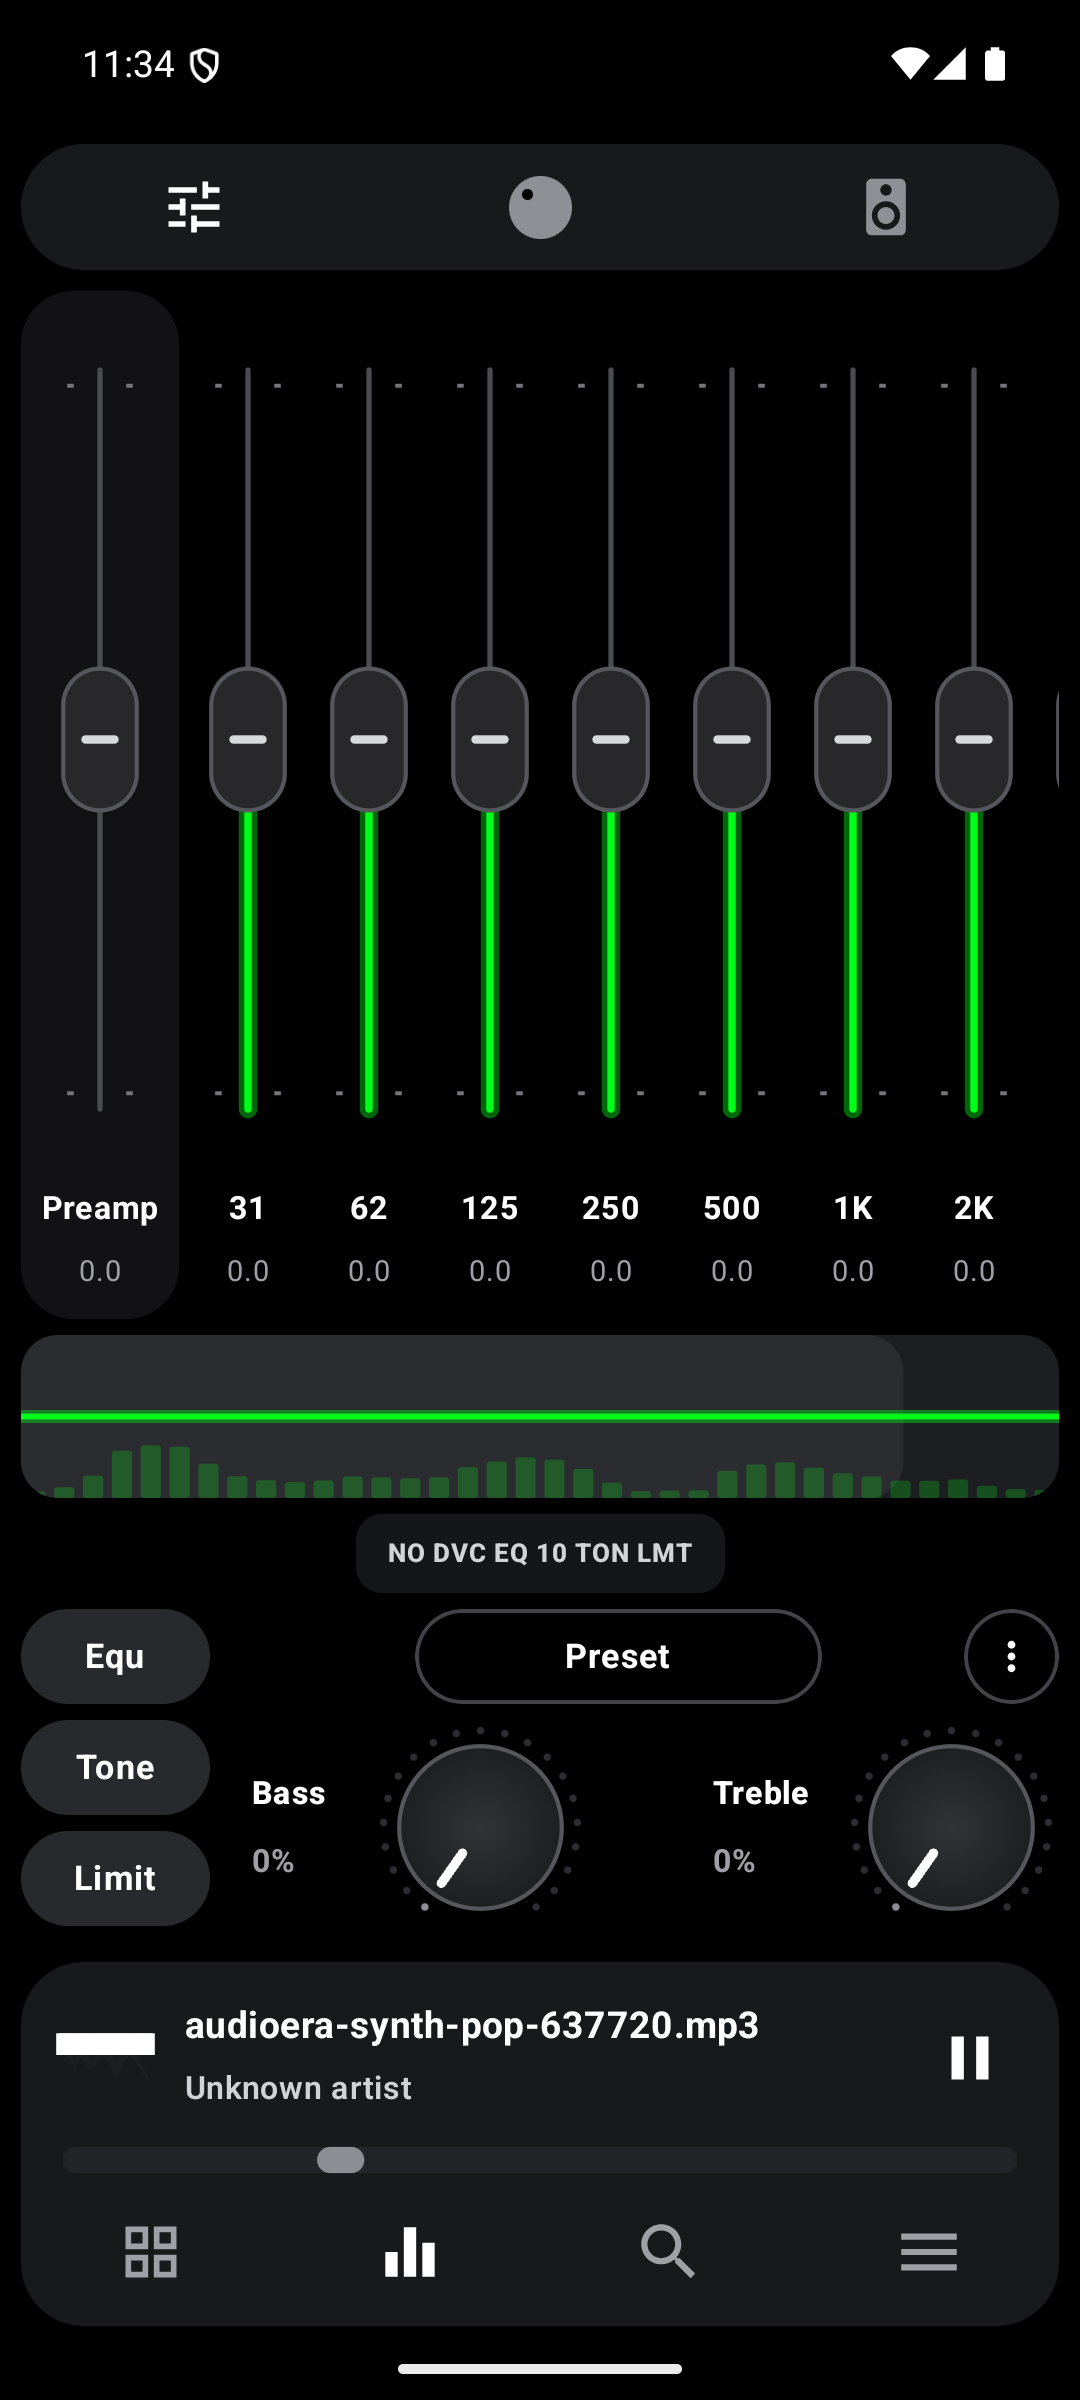 11:34
Preamp 31 62 125 250 500 1K 2K
0.0 0.0 0.0 0.0 0.0 0.0 0.0 0.0
NO DVC EQ 10 TON LMT
Equ
Preset
Tone
Bass
0%
Treble
0%
Limit
audioera-synth-pop-637720.mp3
Unknown artist